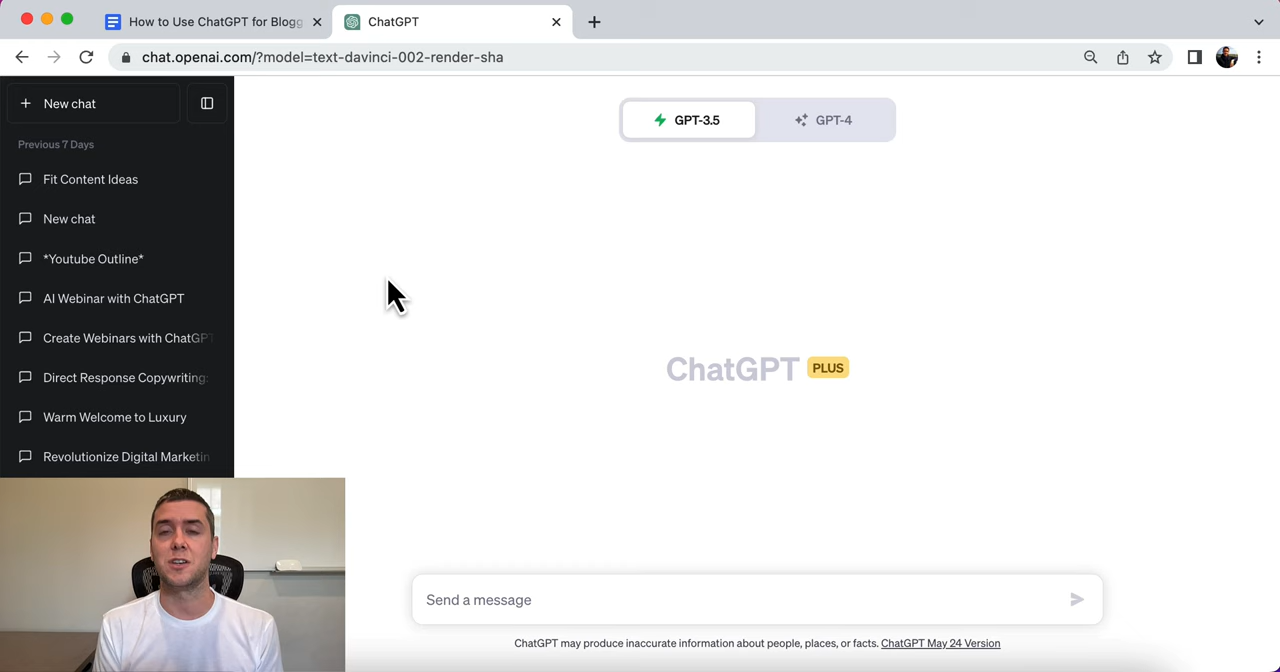 How to Use ChatGPT for Blogg
ChatGPT
chat.openai.com/?model=text-davinci-002-render-sha
New chat
Previous 7 Days
Fit Content Ideas
New chat
*Youtube Outline*
AI Webinar with ChatGPT
Create Webinars with ChatGPT
Direct Response Copywriting:
Warm Welcome to Luxury
Revolutionize Digital Marketin
GPT-3.5
GPT-4
ChatGPT PLUS
Send a message
ChatGPT may produce inaccurate information about people, places, or facts. ChatGPT May 24 Version